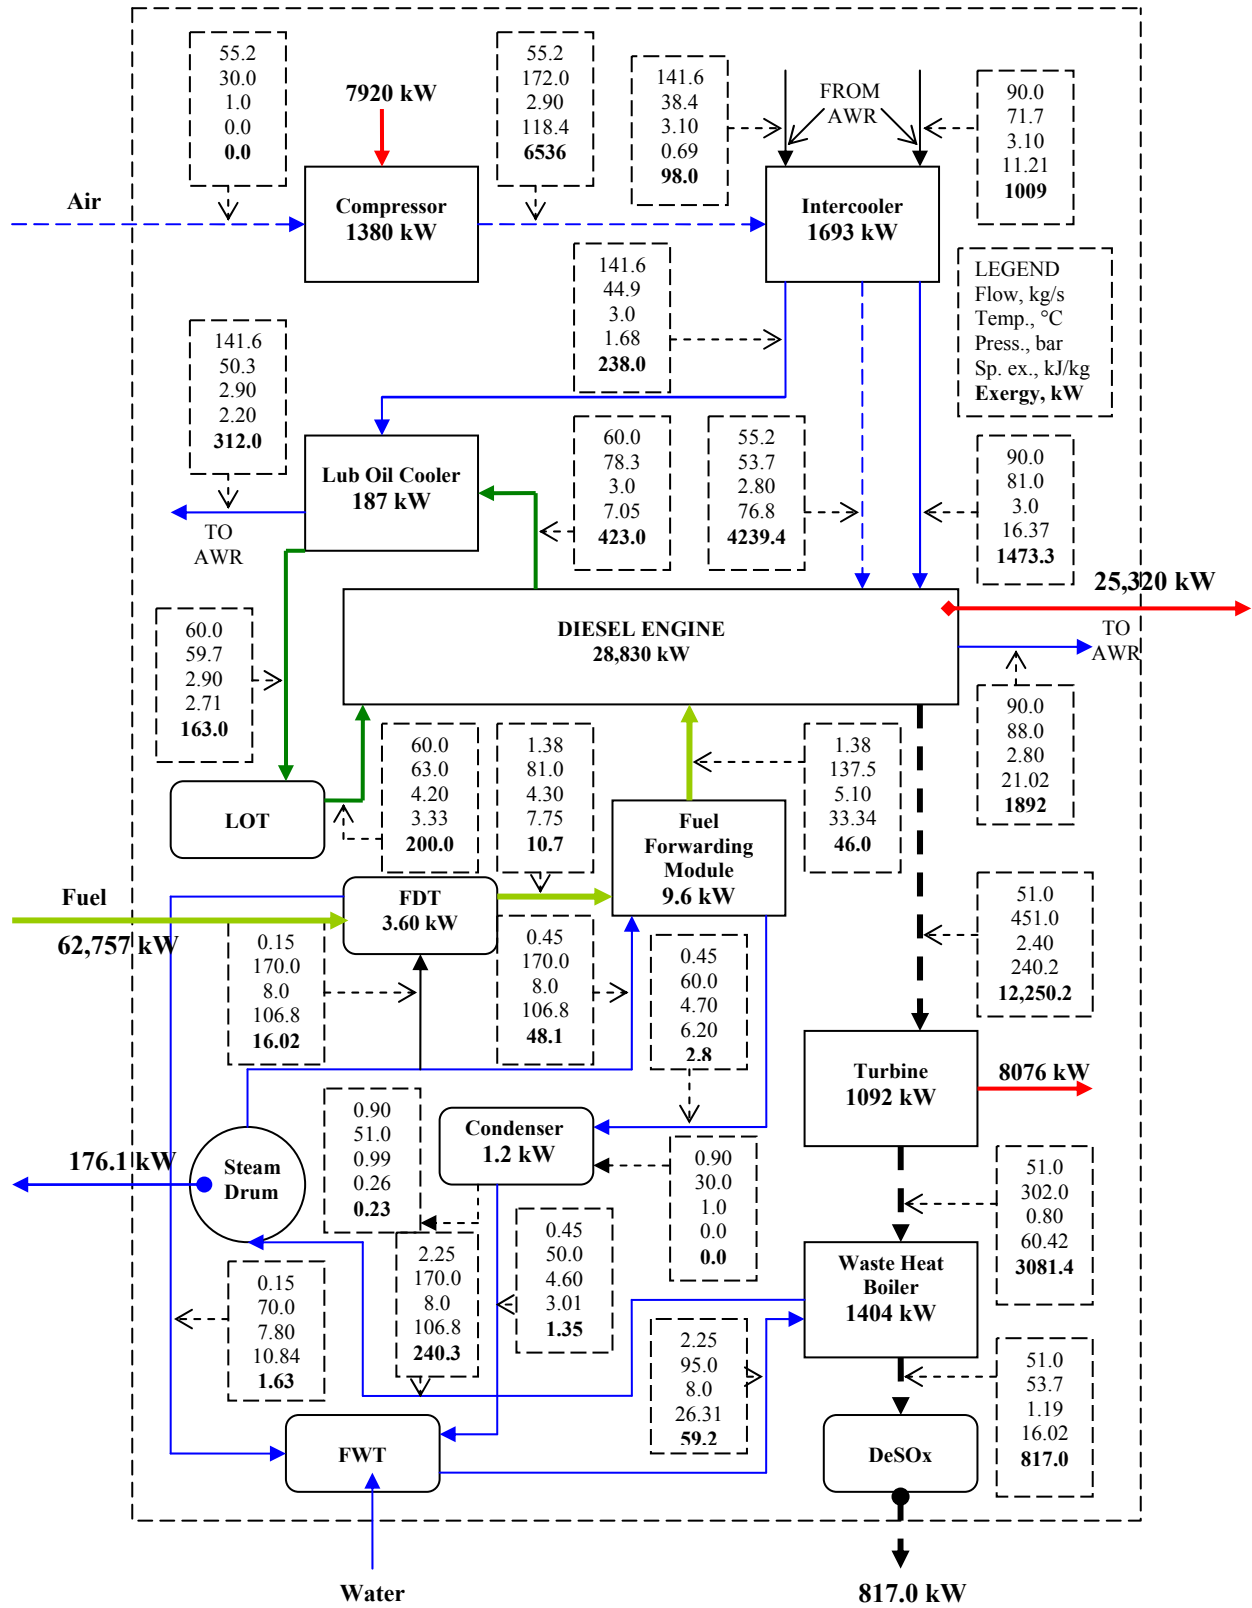 55.2
30.0
1.0
0.0
0.0
7920 kW
55.2
172.0
2.90
118.4
6536
141.6
38.4
3.10
0.69
98.0
FROM
AWR
90.0
71.7
3.10
11.21
1009
Air
Compressor
1380 kW
Intercooler
1693 kW
141.6
44.9
3.0
1.68
238.0
LEGEND
Flow, kg/s
Temp., °C
Press., bar
Sp. ex., kJ/kg
Exergy, kW
141.6
50.3
2.90
2.20
312.0
Lub Oil Cooler
187 kW
60.0
78.3
3.0
7.05
423.0
55.2
53.7
2.80
76.8
4239.4
90.0
81.0
3.0
16.37
1473.3
TO
AWR
25,320 kW
DIESEL ENGINE
28,830 kW
TO
AWR
60.0
59.7
2.90
2.71
163.0
90.0
88.0
2.80
21.02
1892
LOT
60.0
63.0
4.20
3.33
200.0
1.38
81.0
4.30
7.75
10.7
1.38
137.5
5.10
33.34
46.0
Fuel
Forwarding
Module
9.6 kW
Fuel
62,757 kW
FDT
3.60 kW
0.15
170.0
8.0
106.8
16.02
0.45
170.0
8.0
106.8
48.1
0.45
60.0
4.70
6.20
2.8
51.0
451.0
2.40
240.2
12,250.2
Turbine
1092 kW
8076 kW
176.1 kW
Steam
Drum
0.90
51.0
0.99
0.26
0.23
Condenser
1.2 kW
0.90
30.0
1.0
0.0
0.0
51.0
302.0
0.80
60.42
3081.4
0.15
70.0
7.80
10.84
1.63
2.25
170.0
8.0
106.8
240.3
0.45
50.0
4.60
3.01
1.35
Waste Heat
Boiler
1404 kW
2.25
95.0
8.0
26.31
59.2
51.0
53.7
1.19
16.02
817.0
FWT
DeSOx
Water
817.0 kW